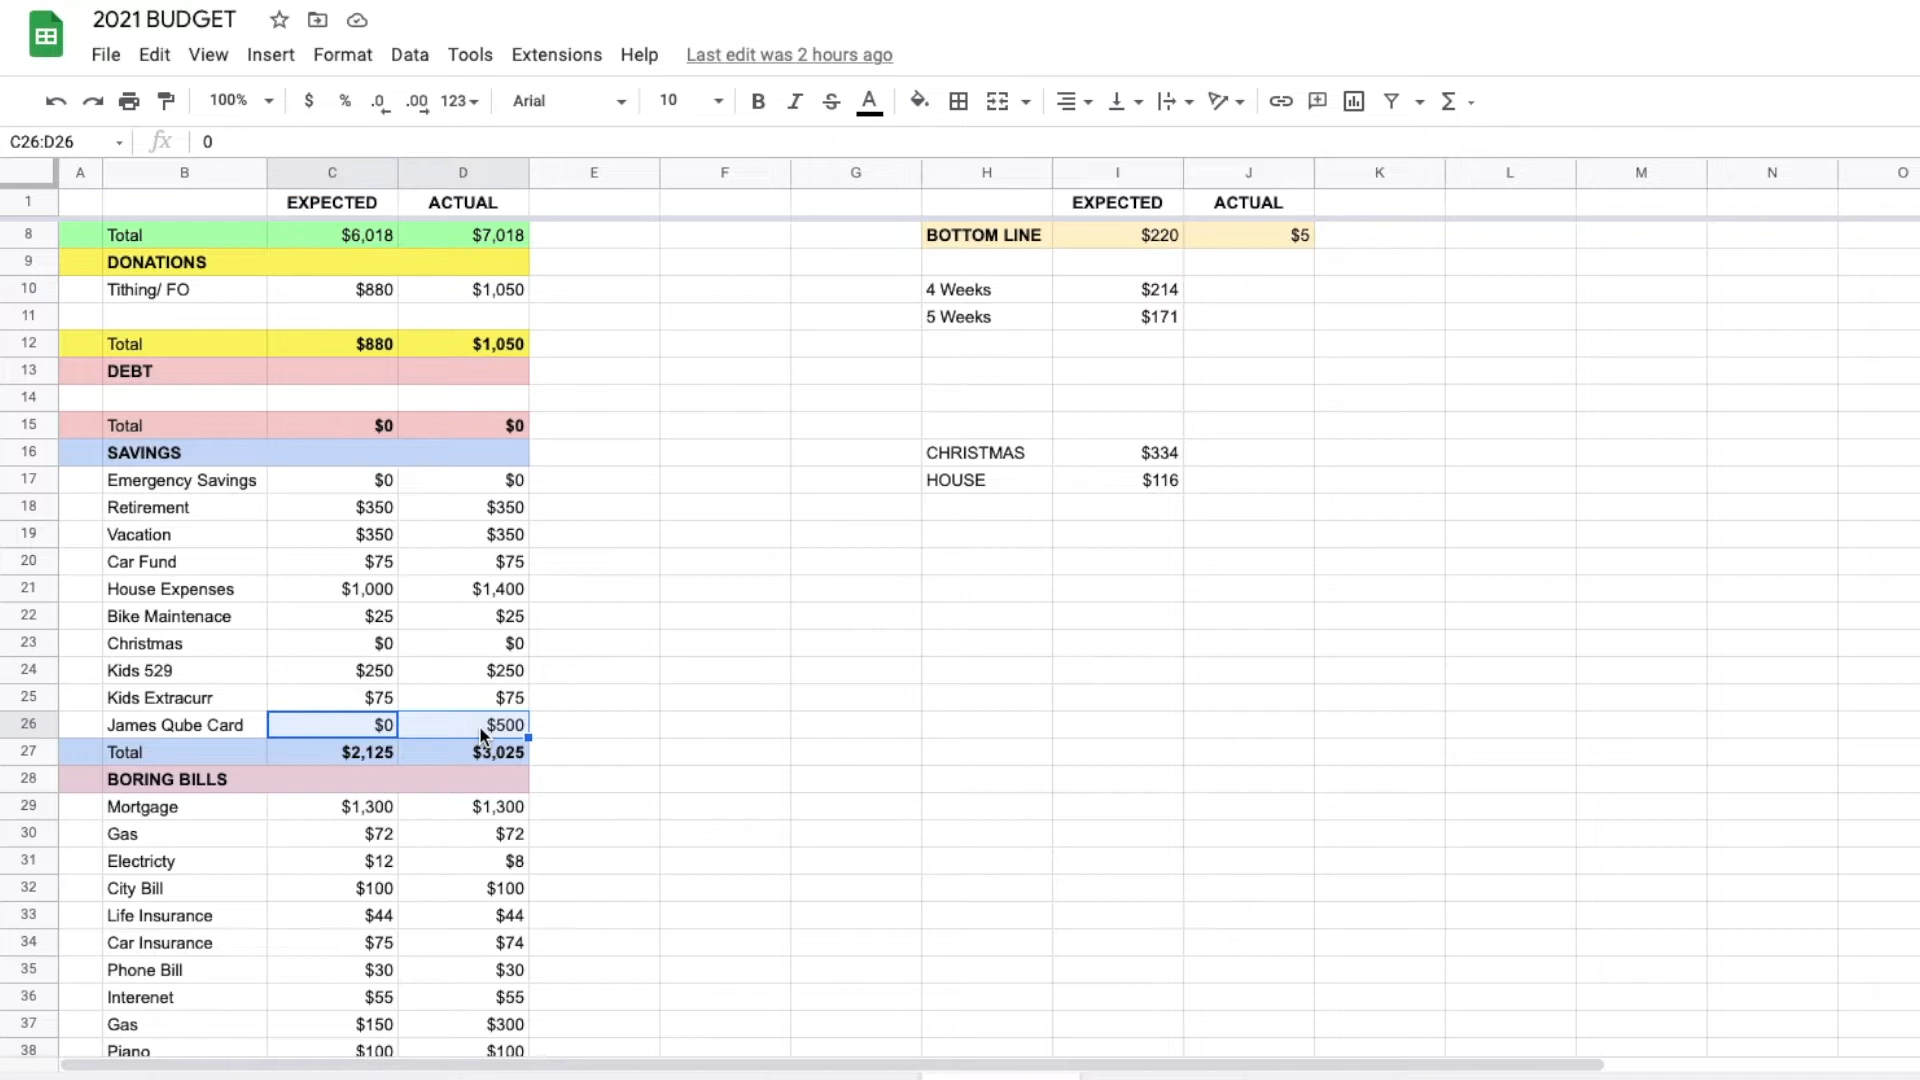 2021 BUDGET
File Edit View Insert Format Data Tools Extensions Help Last edit was 2 hours ago
100% $ % .0 .00 123 Arial 10 B I S A Σ
C26:D26 fx 0
A B C D E F G H I J K L M N O
1 EXPECTED ACTUAL EXPECTED ACTUAL
8 Total $6,018 $7,018 BOTTOM LINE $220 $5
9 DONATIONS
10 Tithing/ FO $880 $1,050 4 Weeks $214
11 5 Weeks $171
12 Total $880 $1,050
13 DEBT
14
15 Total $0 $0
16 SAVINGS CHRISTMAS $334
17 Emergency Savings $0 $0 HOUSE $116
18 Retirement $350 $350
19 Vacation $350 $350
20 Car Fund $75 $75
21 House Expenses $1,000 $1,400
22 Bike Maintenace $25 $25
23 Christmas $0 $0
24 Kids 529 $250 $250
25 Kids Extracurr $75 $75
26 James Qube Card $0 $500
27 Total $2,125 $3,025
28 BORING BILLS
29 Mortgage $1,300 $1,300
30 Gas $72 $72
31 Electricty $12 $8
32 City Bill $100 $100
33 Life Insurance $44 $44
34 Car Insurance $75 $74
35 Phone Bill $30 $30
36 Interenet $55 $55
37 Gas $150 $300
38 Piano $100 $100